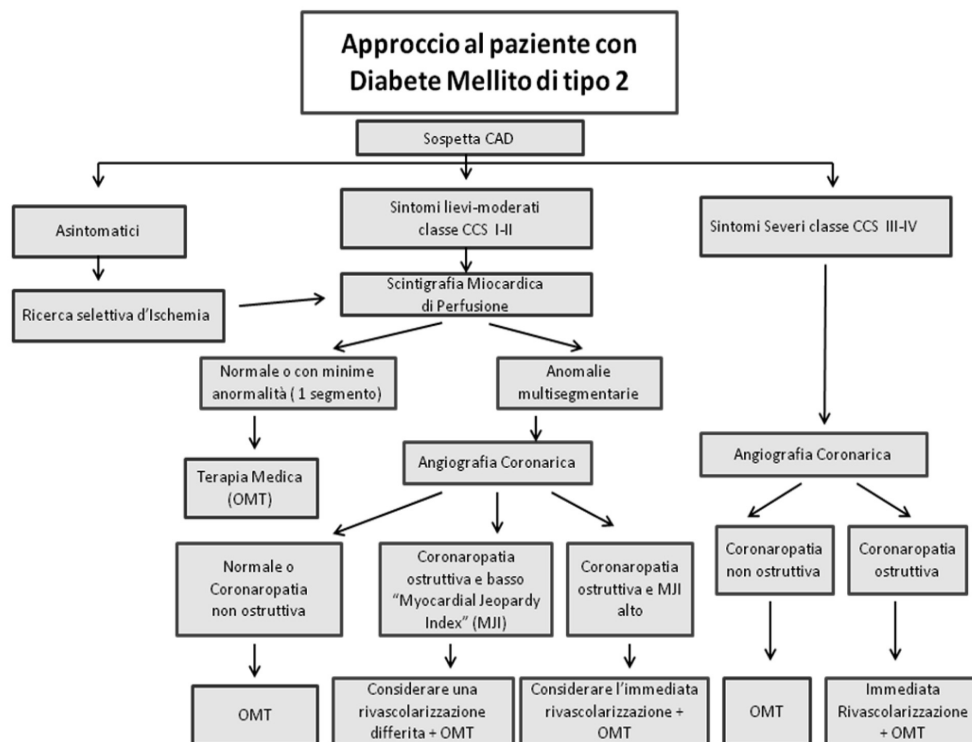 Approccio al paziente con
Diabete Mellito di tipo 2
Sospetta CAD
Asintomatici
Sintomi lievi-moderati
classe CCS I-II
Sintomi Severi classe CCS III-IV
Ricerca selettiva d'Ischemia
Scintigrafia Miocardica
di Perfusione
Normale o con minime
anormalità ( 1 segmento)
Anomalie
multisegmentarie
Terapia Medica
(OMT)
Angiografia Coronarica
Angiografia Coronarica
Normale o
Coronaropatia
non ostruttiva
Coronaropatia
ostruttiva e basso
"Myocardial Jeopardy
Index" (MJI)
Coronaropatia
ostruttiva e MJI
alto
Coronaropatia
non ostruttiva
Coronaropatia
ostruttiva
OMT
Considerare una
rivascolarizzazione
differita + OMT
Considerare l'immediata
rivascolarizzazione +
OMT
OMT
Immediata
Rivascolarizzazione
+ OMT